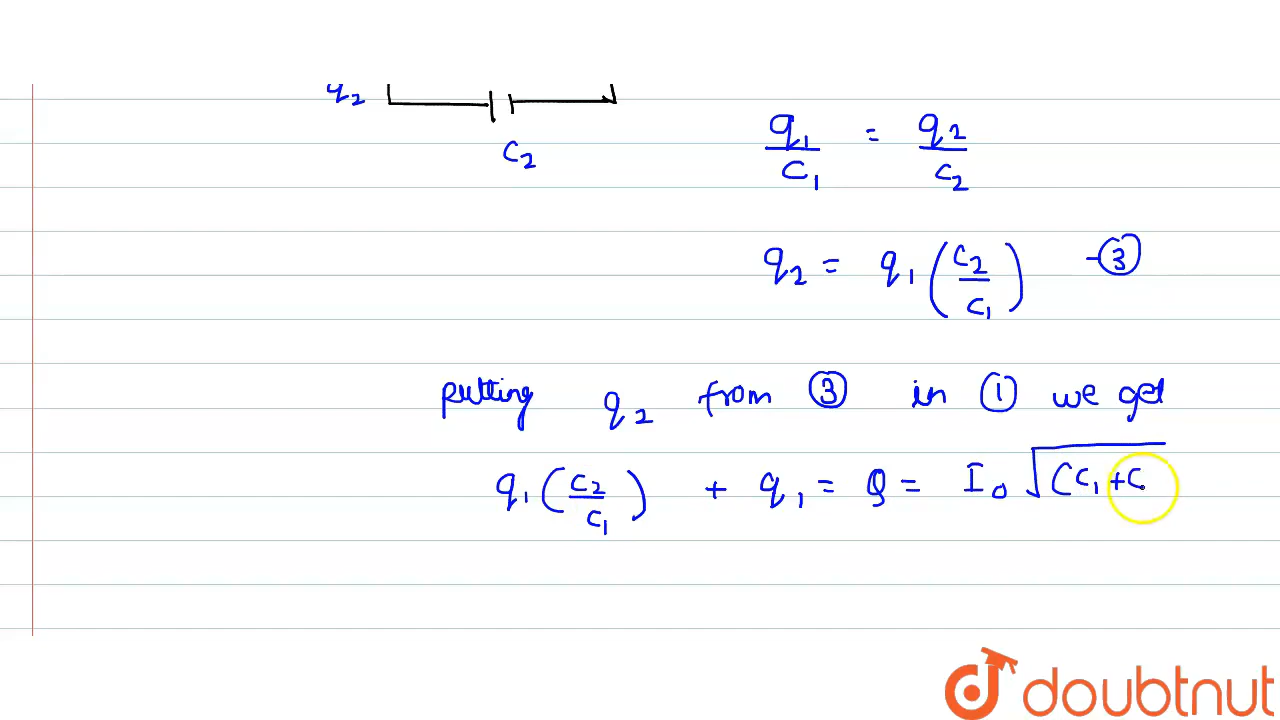 q2
C2
q1/C1 = q2/C2
q2 = q1 (C2/C1) -③
putting q2 from ③ in ① we get
q1 (C2/C1) + q1 = Q = I0 √(C1+C
doubtnut